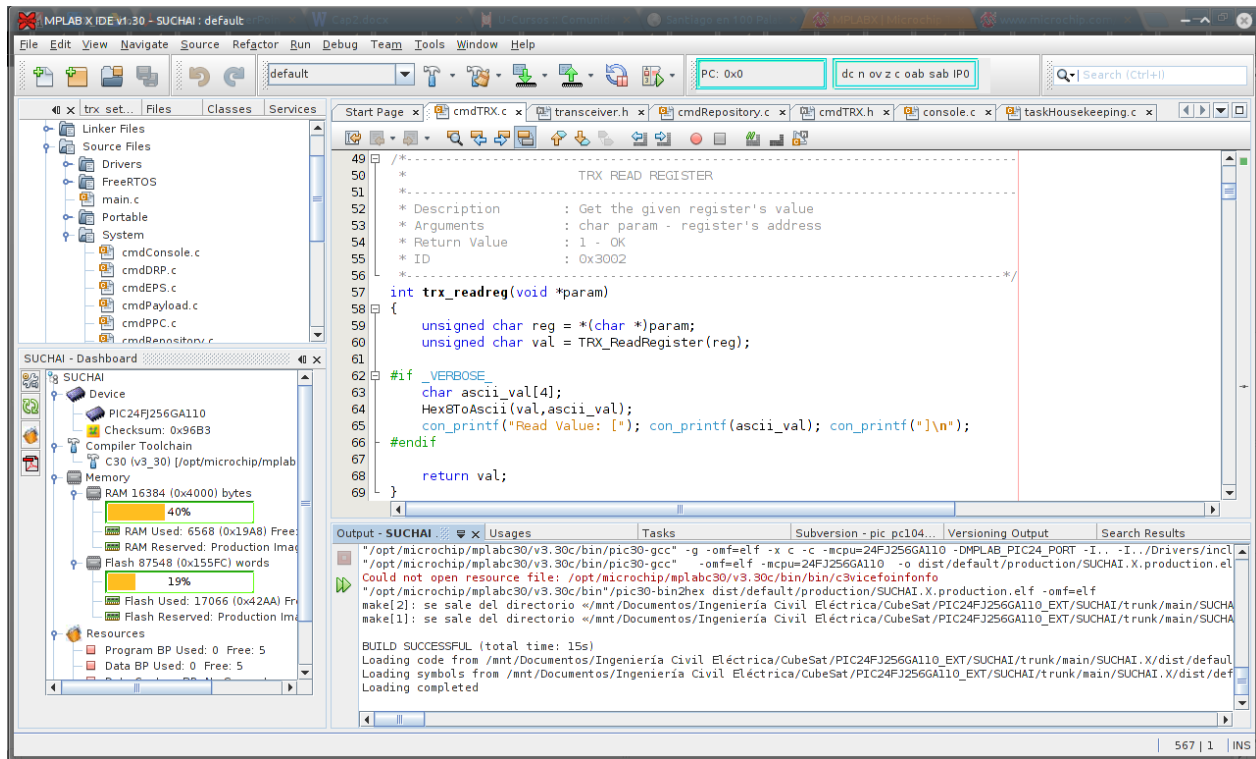 MPLAB X IDE v1.30 - SUCHAI : default
File Edit View Navigate Source Refactor Run Debug Team Tools Window Help
default
PC: 0x0
dc n ov z c oab sab IP0
Search (Ctrl+I)
trx set... Files Classes Services
Start Page cmdTRX.c transceiver.h cmdRepository.c cmdTRX.h console.c taskHousekeeping.c
Linker Files
Source Files
Drivers
FreeRTOS
main.c
Portable
System
cmdConsole.c
cmdDRP.c
cmdEPS.c
cmdPayload.c
cmdPPC.c
cmdRepository.c
49 /*-----------------------------------------------------------------------------
50 * TRX READ REGISTER
51 *-----------------------------------------------------------------------------
52 * Description : Get the given register's value
53 * Arguments : char param - register's address
54 * Return Value : 1 - OK
55 * ID : 0x3002
56 *----------------------------------------------------------------------------*/
57 int trx_readreg(void *param)
58 {
59 unsigned char reg = *(char *)param;
60 unsigned char val = TRX_ReadRegister(reg);
61
62 #if _VERBOSE_
63 char ascii_val[4];
64 Hex8ToAscii(val,ascii_val);
65 con_printf("Read Value: ["); con_printf(ascii_val); con_printf("]\n");
66 #endif
67
68 return val;
69 }
SUCHAI - Dashboard
SUCHAI
Device
PIC24FJ256GA110
Checksum: 0x96B3
Compiler Toolchain
C30 (v3_30) [/opt/microchip/mplab
Memory
RAM 16384 (0x4000) bytes
40%
RAM Used: 6568 (0x19A8) Free:
RAM Reserved: Production Imag
Flash 87548 (0x155FC) words
19%
Flash Used: 17066 (0x42AA) Fr
Flash Reserved: Production Ima
Resources
Program BP Used: 0 Free: 5
Data BP Used: 0 Free: 5
Output - SUCHAI ... Usages Tasks Subversion - pic pc104... Versioning Output Search Results
"/opt/microchip/mplabc30/v3.30c/bin/pic30-gcc" -g -omf=elf -x c -c -mcpu=24FJ256GA110 -DMPLAB_PIC24_PORT -I.. -I../Drivers/incl
"/opt/microchip/mplabc30/v3.30c/bin/pic30-gcc" -omf=elf -mcpu=24FJ256GA110 -o dist/default/production/SUCHAI.X.production.el
Could not open resource file: /opt/microchip/mplabc30/v3.30c/bin/bin/c3vicefoinfonfo
"/opt/microchip/mplabc30/v3.30c/bin/"/pic30-bin2hex dist/default/production/SUCHAI.X.production.elf -omf=elf
make[2]: se sale del directorio «/mnt/Documentos/Ingeniería Civil Eléctrica/CubeSat/PIC24FJ256GA110_EXT/SUCHAI/trunk/main/SUCHA
make[1]: se sale del directorio «/mnt/Documentos/Ingeniería Civil Eléctrica/CubeSat/PIC24FJ256GA110_EXT/SUCHAI/trunk/main/SUCHA
BUILD SUCCESSFUL (total time: 15s)
Loading code from /mnt/Documentos/Ingeniería Civil Eléctrica/CubeSat/PIC24FJ256GA110_EXT/SUCHAI/trunk/main/SUCHAI.X/dist/defaul
Loading symbols from /mnt/Documentos/Ingeniería Civil Eléctrica/CubeSat/PIC24FJ256GA110_EXT/SUCHAI/trunk/main/SUCHAI.X/dist/def
Loading completed
567 | 1 INS